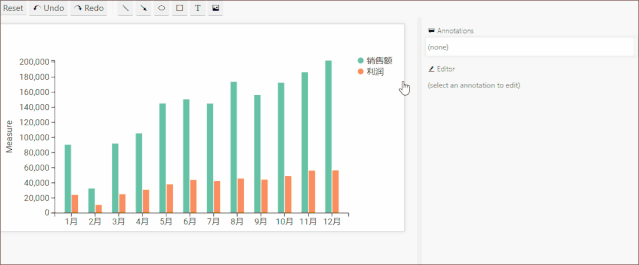 Reset Undo Redo T
Annotations
(none)
Editor
(select an annotation to edit)
销售额
利润
Measure
200,000
180,000
160,000
140,000
120,000
100,000
80,000
60,000
40,000
20,000
0
1月 2月 3月 4月 5月 6月 7月 8月 9月 10月 11月 12月